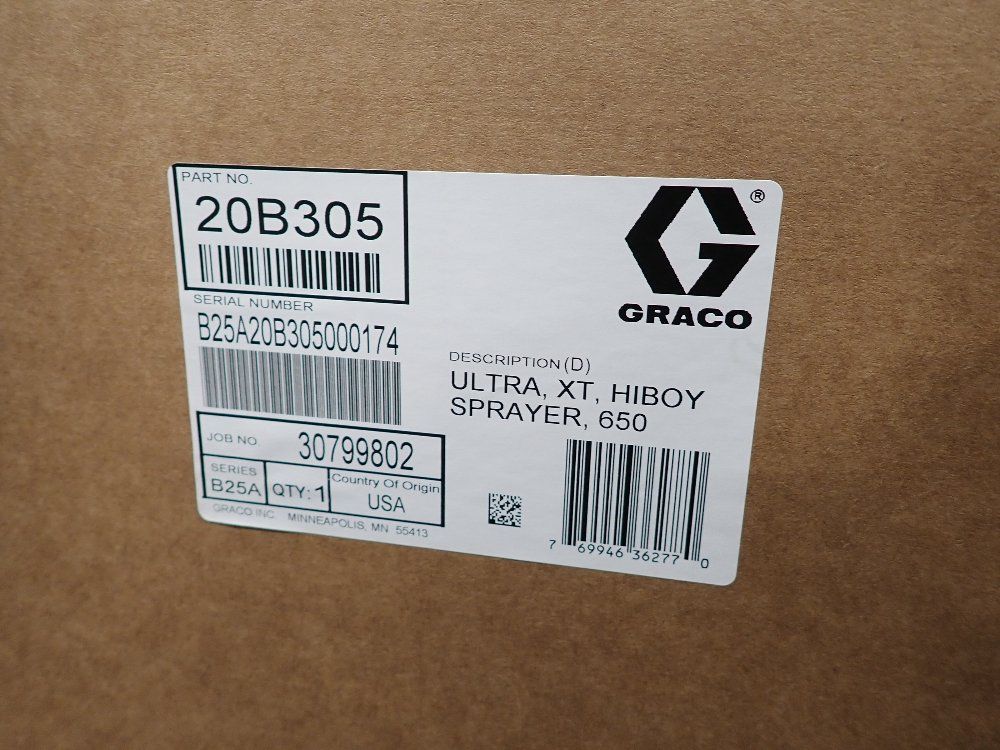 PART NO.
20B305
SERIAL NUMBER
B25A20B305000174
JOB NO. 30799802
SERIES
B25A
QTY: 1
Country Of Origin
USA
GRACO INC. MINNEAPOLIS, MN 55413
®
GRACO
DESCRIPTION (D)
ULTRA, XT, HIBOY
SPRAYER, 650
7 69946 36277 0